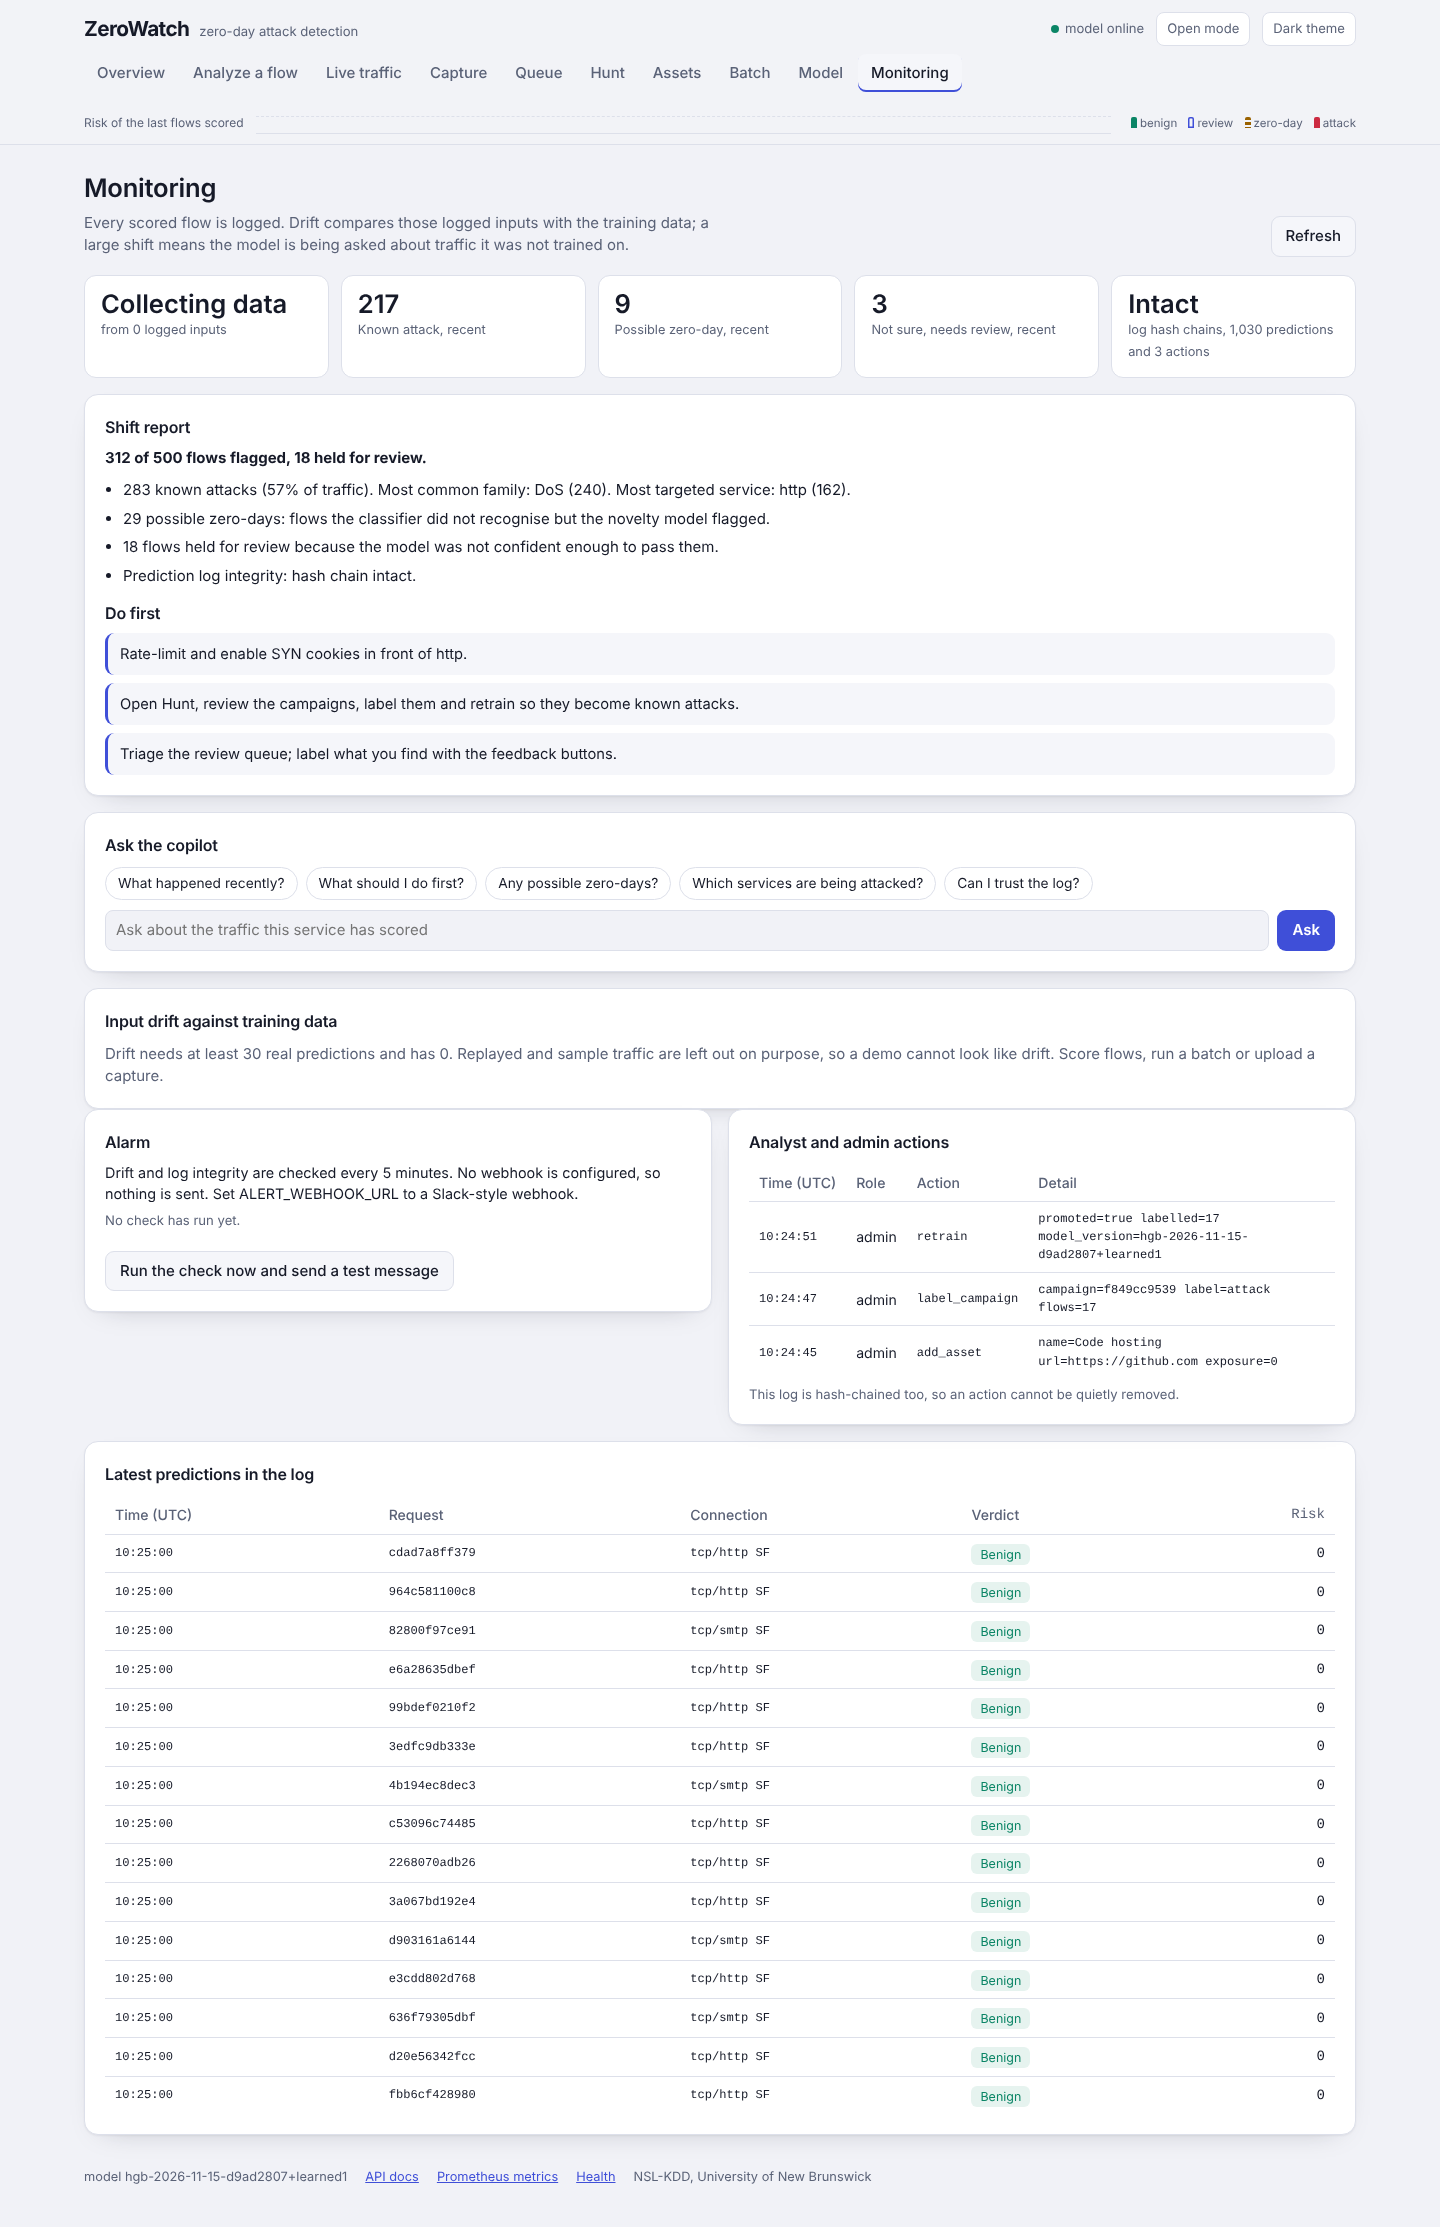 ZeroWatch zero-day attack detection
model online
Open mode
Dark theme
Overview Analyze a flow Live traffic Capture Queue Hunt Assets Batch Model Monitoring
Risk of the last flows scored
benign review zero-day attack
Monitoring
Every scored flow is logged. Drift compares those logged inputs with the training data; a
large shift means the model is being asked about traffic it was not trained on.
Refresh
Collecting data
from 0 logged inputs
217
Known attack, recent
9
Possible zero-day, recent
3
Not sure, needs review, recent
Intact
log hash chains, 1,030 predictions
and 3 actions
Shift report
312 of 500 flows flagged, 18 held for review.
• 283 known attacks (57% of traffic). Most common family: DoS (240). Most targeted service: http (162).
• 29 possible zero-days: flows the classifier did not recognise but the novelty model flagged.
• 18 flows held for review because the model was not confident enough to pass them.
• Prediction log integrity: hash chain intact.
Do first
Rate-limit and enable SYN cookies in front of http.
Open Hunt, review the campaigns, label them and retrain so they become known attacks.
Triage the review queue; label what you find with the feedback buttons.
Ask the copilot
What happened recently? What should I do first? Any possible zero-days? Which services are being attacked? Can I trust the log?
Ask about the traffic this service has scored
Ask
Input drift against training data
Drift needs at least 30 real predictions and has 0. Replayed and sample traffic are left out on purpose, so a demo cannot look like drift. Score flows, run a batch or upload a
capture.
Alarm
Drift and log integrity are checked every 5 minutes. No webhook is configured, so
nothing is sent. Set ALERT_WEBHOOK_URL to a Slack-style webhook.
No check has run yet.
Run the check now and send a test message
Analyst and admin actions
Time (UTC) Role Action Detail
10:24:51 admin retrain promoted=true labelled=17
model_version=hgb-2026-11-15-
d9ad2807+learned1
10:24:47 admin label_campaign campaign=f849cc9539 label=attack
flows=17
10:24:45 admin add_asset name=Code hosting
url=https://github.com exposure=0
This log is hash-chained too, so an action cannot be quietly removed.
Latest predictions in the log
Time (UTC) Request Connection Verdict Risk
10:25:00 cdad7a8ff379 tcp/http SF Benign 0
10:25:00 964c581100c8 tcp/http SF Benign 0
10:25:00 82800f97ce91 tcp/smtp SF Benign 0
10:25:00 e6a28635dbef tcp/http SF Benign 0
10:25:00 99bdef0210f2 tcp/http SF Benign 0
10:25:00 3edfc9db333e tcp/http SF Benign 0
10:25:00 4b194ec8dec3 tcp/smtp SF Benign 0
10:25:00 c53096c74485 tcp/http SF Benign 0
10:25:00 2268070adb26 tcp/http SF Benign 0
10:25:00 3a067bd192e4 tcp/http SF Benign 0
10:25:00 d903161a6144 tcp/smtp SF Benign 0
10:25:00 e3cdd802d768 tcp/http SF Benign 0
10:25:00 636f79305dbf tcp/smtp SF Benign 0
10:25:00 d20e56342fcc tcp/http SF Benign 0
10:25:00 fbb6cf428980 tcp/http SF Benign 0
model hgb-2026-11-15-d9ad2807+learned1 API docs Prometheus metrics Health NSL-KDD, University of New Brunswick